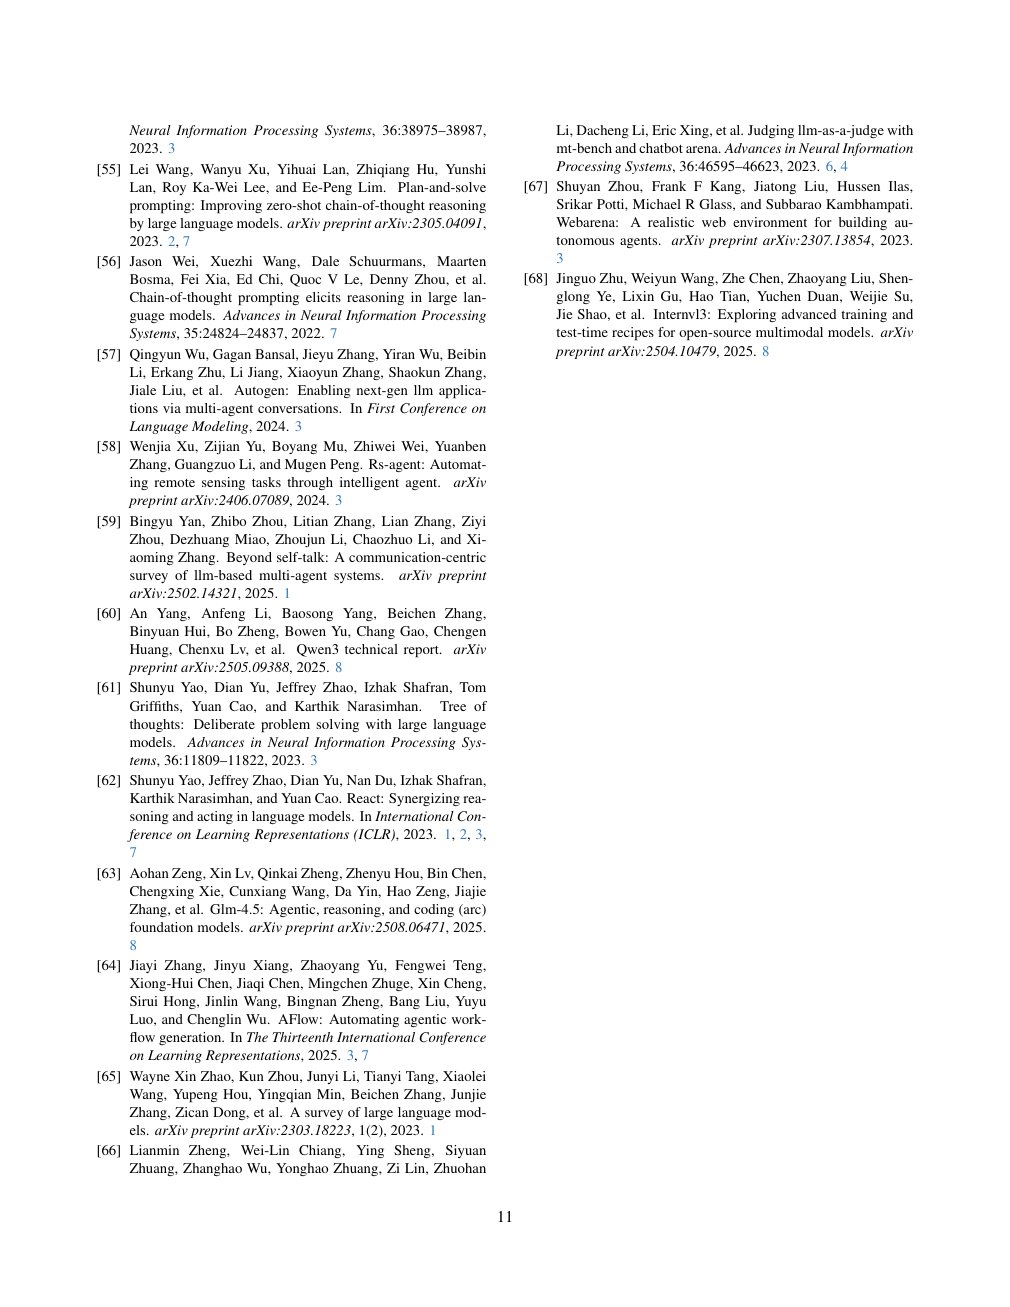 Neural Information Processing Systems, 36:38975–38987,
2023. 3
[55] Lei Wang, Wanyu Xu, Yihuai Lan, Zhiqiang Hu, Yunshi
Lan, Roy Ka-Wei Lee, and Ee-Peng Lim. Plan-and-solve
prompting: Improving zero-shot chain-of-thought reasoning
by large language models. arXiv preprint arXiv:2305.04091,
2023. 2, 7
[56] Jason Wei, Xuezhi Wang, Dale Schuurmans, Maarten
Bosma, Fei Xia, Ed Chi, Quoc V Le, Denny Zhou, et al.
Chain-of-thought prompting elicits reasoning in large lan-
guage models. Advances in Neural Information Processing
Systems, 35:24824–24837, 2022. 7
[57] Qingyun Wu, Gagan Bansal, Jieyu Zhang, Yiran Wu, Beibin
Li, Erkang Zhu, Li Jiang, Xiaoyun Zhang, Shaokun Zhang,
Jiale Liu, et al. Autogen: Enabling next-gen llm applica-
tions via multi-agent conversations. In First Conference on
Language Modeling, 2024. 3
[58] Wenjia Xu, Zijian Yu, Boyang Mu, Zhiwei Wei, Yuanben
Zhang, Guangzuo Li, and Mugen Peng. Rs-agent: Automat-
ing remote sensing tasks through intelligent agent. arXiv
preprint arXiv:2406.07089, 2024. 3
[59] Bingyu Yan, Zhibo Zhou, Litian Zhang, Lian Zhang, Ziyi
Zhou, Dezhuang Miao, Zhoujun Li, Chaozhuo Li, and Xi-
aoming Zhang. Beyond self-talk: A communication-centric
survey of llm-based multi-agent systems. arXiv preprint
arXiv:2502.14321, 2025. 1
[60] An Yang, Anfeng Li, Baosong Yang, Beichen Zhang,
Binyuan Hui, Bo Zheng, Bowen Yu, Chang Gao, Chengen
Huang, Chenxu Lv, et al. Qwen3 technical report. arXiv
preprint arXiv:2505.09388, 2025. 8
[61] Shunyu Yao, Dian Yu, Jeffrey Zhao, Izhak Shafran, Tom
Griffiths, Yuan Cao, and Karthik Narasimhan. Tree of
thoughts: Deliberate problem solving with large language
models. Advances in Neural Information Processing Sys-
tems, 36:11809–11822, 2023. 3
[62] Shunyu Yao, Jeffrey Zhao, Dian Yu, Nan Du, Izhak Shafran,
Karthik Narasimhan, and Yuan Cao. React: Synergizing rea-
soning and acting in language models. In International Con-
ference on Learning Representations (ICLR), 2023. 1, 2, 3,
7
[63] Aohan Zeng, Xin Lv, Qinkai Zheng, Zhenyu Hou, Bin Chen,
Chengxing Xie, Cunxiang Wang, Da Yin, Hao Zeng, Jiajie
Zhang, et al. Glm-4.5: Agentic, reasoning, and coding (arc)
foundation models. arXiv preprint arXiv:2508.06471, 2025.
8
[64] Jiayi Zhang, Jinyu Xiang, Zhaoyang Yu, Fengwei Teng,
Xiong-Hui Chen, Jiaqi Chen, Mingchen Zhuge, Xin Cheng,
Sirui Hong, Jinlin Wang, Bingnan Zheng, Bang Liu, Yuyu
Luo, and Chenglin Wu. AFlow: Automating agentic work-
flow generation. In The Thirteenth International Conference
on Learning Representations, 2025. 3, 7
[65] Wayne Xin Zhao, Kun Zhou, Junyi Li, Tianyi Tang, Xiaolei
Wang, Yupeng Hou, Yingqian Min, Beichen Zhang, Junjie
Zhang, Zican Dong, et al. A survey of large language mod-
els. arXiv preprint arXiv:2303.18223, 1(2), 2023. 1
[66] Lianmin Zheng, Wei-Lin Chiang, Ying Sheng, Siyuan
Zhuang, Zhanghao Wu, Yonghao Zhuang, Zi Lin, Zhuohan
Li, Dacheng Li, Eric Xing, et al. Judging llm-as-a-judge with
mt-bench and chatbot arena. Advances in Neural Information
Processing Systems, 36:46595–46623, 2023. 6, 4
[67] Shuyan Zhou, Frank F Kang, Jiatong Liu, Hussen Ilas,
Srikar Potti, Michael R Glass, and Subbarao Kambhampati.
Webarena: A realistic web environment for building au-
tonomous agents. arXiv preprint arXiv:2307.13854, 2023.
3
[68] Jinguo Zhu, Weiyun Wang, Zhe Chen, Zhaoyang Liu, Shen-
glong Ye, Lixin Gu, Hao Tian, Yuchen Duan, Weijie Su,
Jie Shao, et al. Internvl3: Exploring advanced training and
test-time recipes for open-source multimodal models. arXiv
preprint arXiv:2504.10479, 2025. 8
11